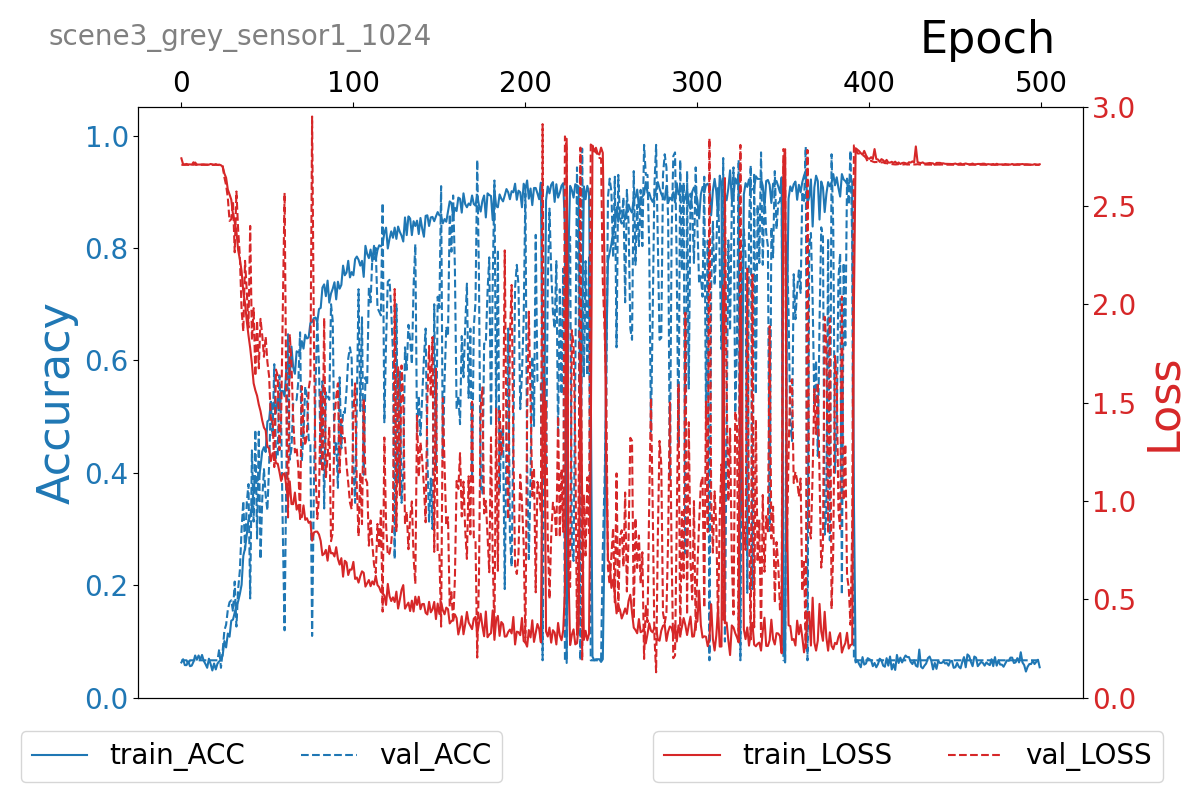 scene3_grey_sensor1_1024
Epoch
0 100 200 300 400 500
1.0
0.8
0.6
0.4
0.2
0.0
Accuracy
3.0
2.5
2.0
1.5
1.0
0.5
0.0
Loss
train_ACC val_ACC
train_LOSS val_LOSS